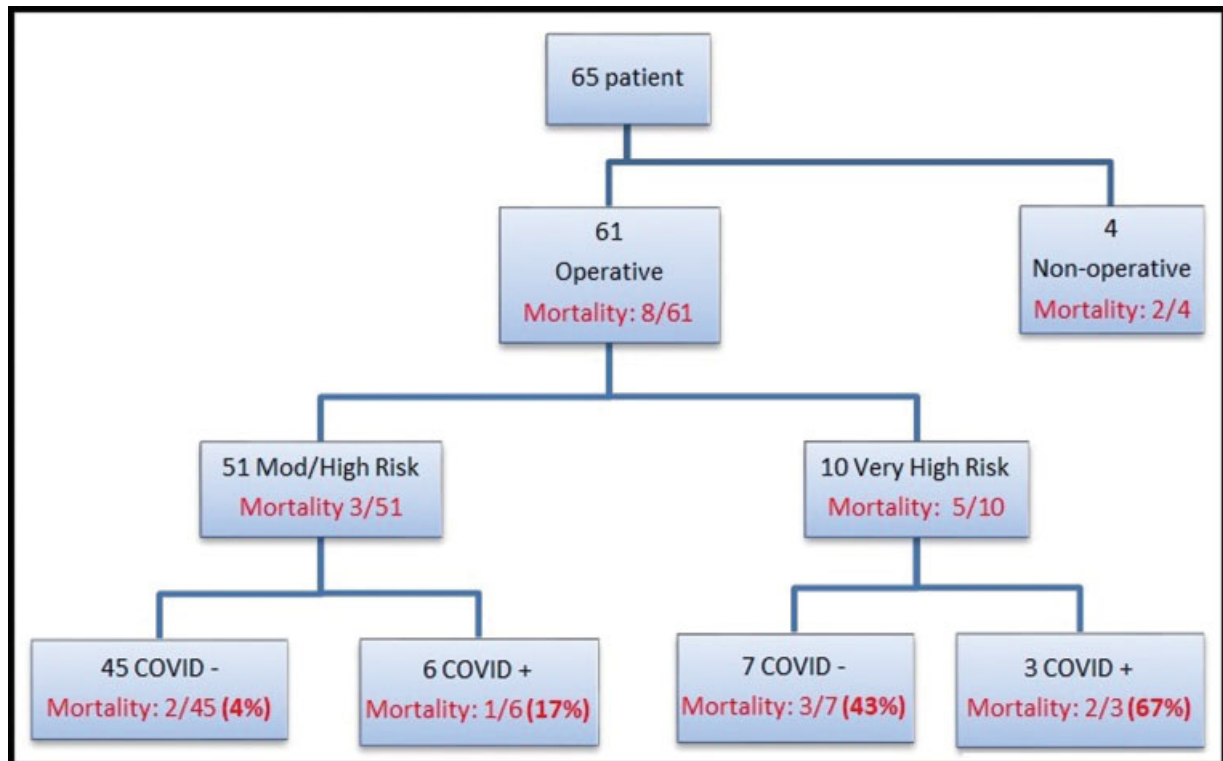 65 patient
61
Operative
Mortality: 8/61
4
Non-operative
Mortality: 2/4
51 Mod/High Risk
Mortality 3/51
10 Very High Risk
Mortality: 5/10
45 COVID -
Mortality: 2/45 (4%)
6 COVID +
Mortality: 1/6 (17%)
7 COVID -
Mortality: 3/7 (43%)
3 COVID +
Mortality: 2/3 (67%)